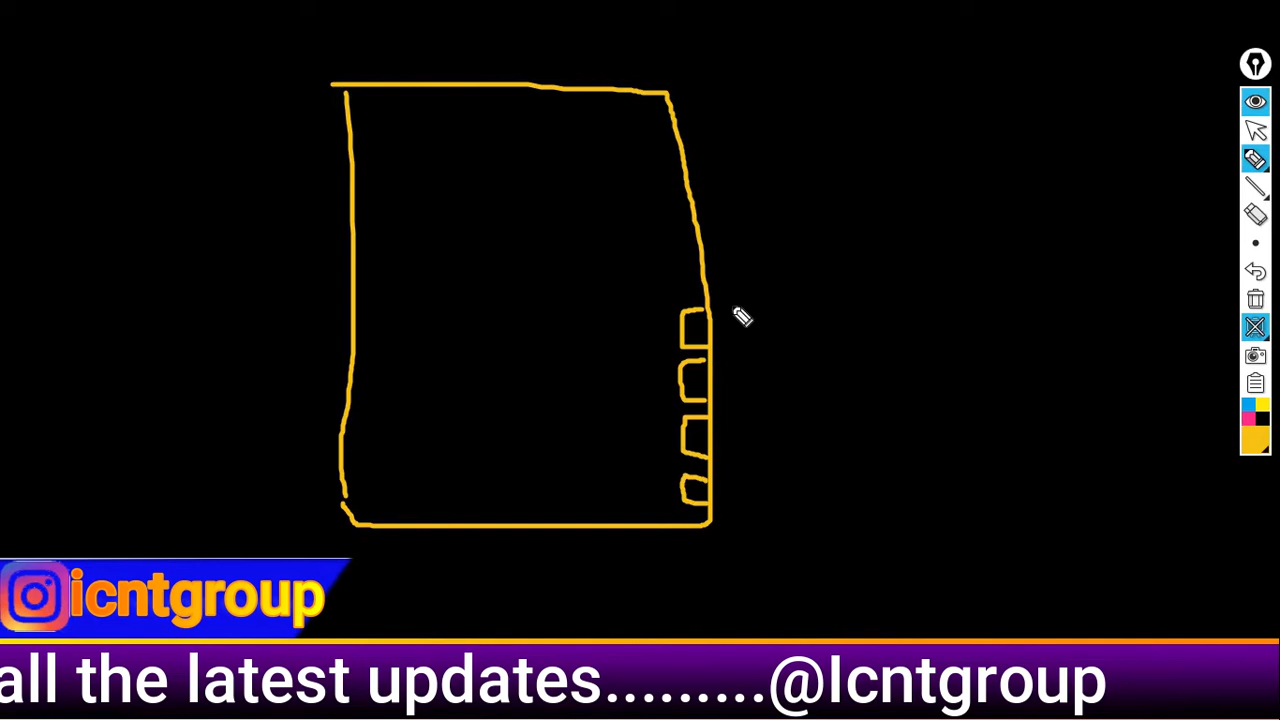 icntgroup
all the latest updates.........@Icntgroup